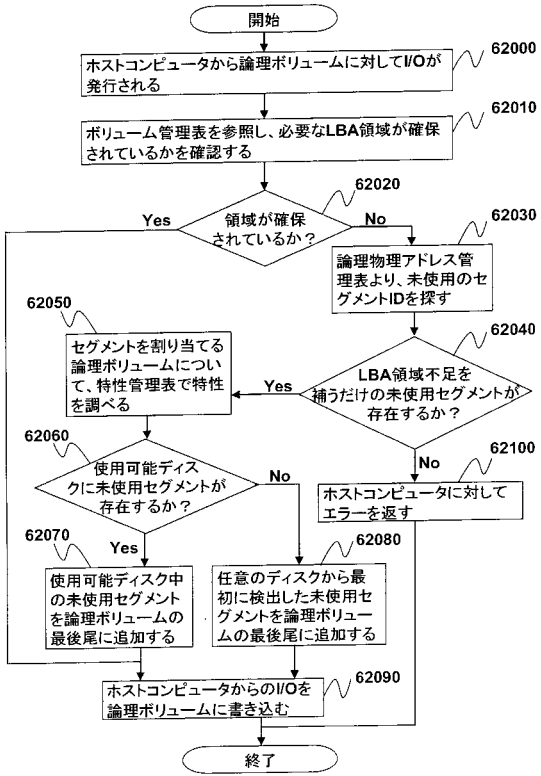 開始
62000
ホストコンピュータから論理ボリュームに対してI/Oが
発行される
62010
ボリューム管理表を参照し、必要なLBA領域が確保
されているかを確認する
62020
領域が確保
されているか？
Yes
No
62030
論理物理アドレス管
理表より、未使用のセ
グメントIDを探す
62040
LBA領域不足を
補うだけの未使用セグメントが
存在するか？
Yes
No
62050
セグメントを割り当てる
論理ボリュームについ
て、特性管理表で特性
を調べる
62060
使用可能ディス
クに未使用セグメントが
存在するか？
No
Yes
62100
ホストコンピュータに対して
エラーを返す
62070
使用可能ディスク中
の未使用セグメント
を論理ボリュームの
最後尾に追加する
62080
任意のディスクから最
初に検出した未使用セ
グメントを論理ボリュー
ムの最後尾に追加する
62090
ホストコンピュータからのI/Oを
論理ボリュームに書き込む
終了